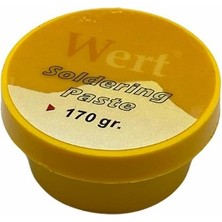 Wert®
Soldering
Paste
170 gr.